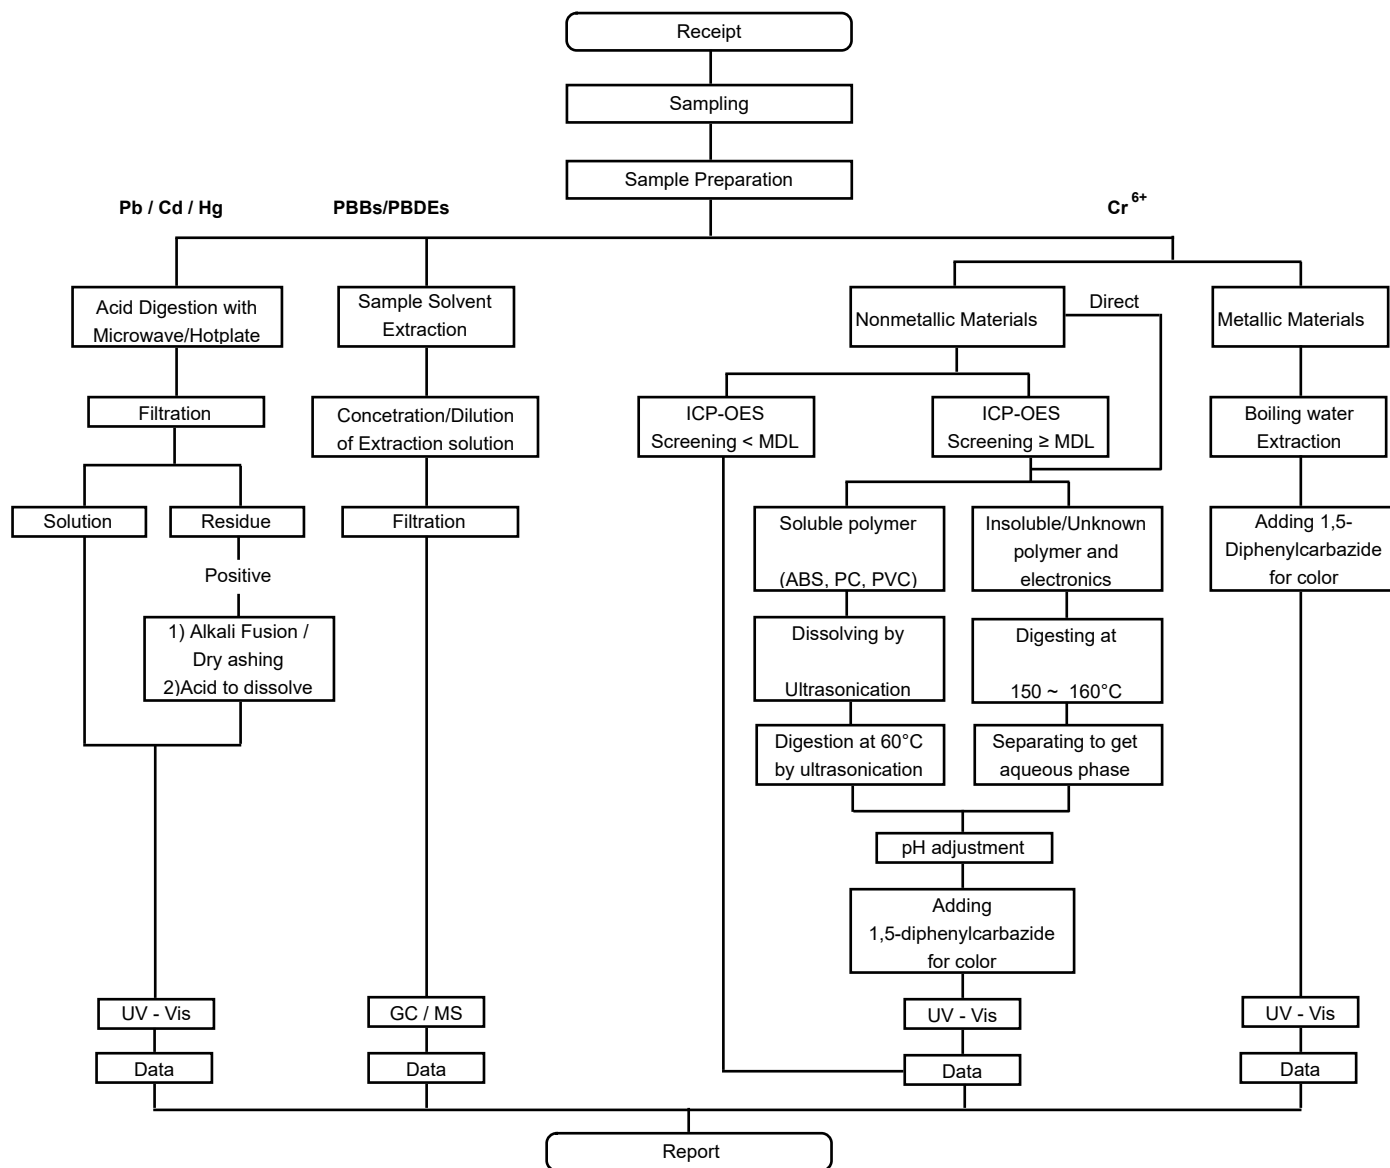 Receipt
Sampling
Sample Preparation
Pb / Cd / Hg
PBBs/PBDEs
Cr 6+
Acid Digestion with
Microwave/Hotplate
Sample Solvent
Extraction
Nonmetallic Materials
Direct
Metallic Materials
Filtration
Concetration/Dilution
of Extraction solution
ICP-OES
Screening < MDL
ICP-OES
Screening ≥ MDL
Boiling water
Extraction
Solution
Residue
Filtration
Soluble polymer
(ABS, PC, PVC)
Insoluble/Unknown
polymer and
electronics
Adding 1,5-
Diphenylcarbazide
for color
Positive
1) Alkali Fusion /
Dry ashing
2)Acid to dissolve
Dissolving by
Ultrasonication
Digesting at
150 ~ 160°C
Digestion at 60°C
by ultrasonication
Separating to get
aqueous phase
pH adjustment
Adding
1,5-diphenylcarbazide
for color
UV - Vis
GC / MS
UV - Vis
UV - Vis
Data
Data
Data
Data
Report